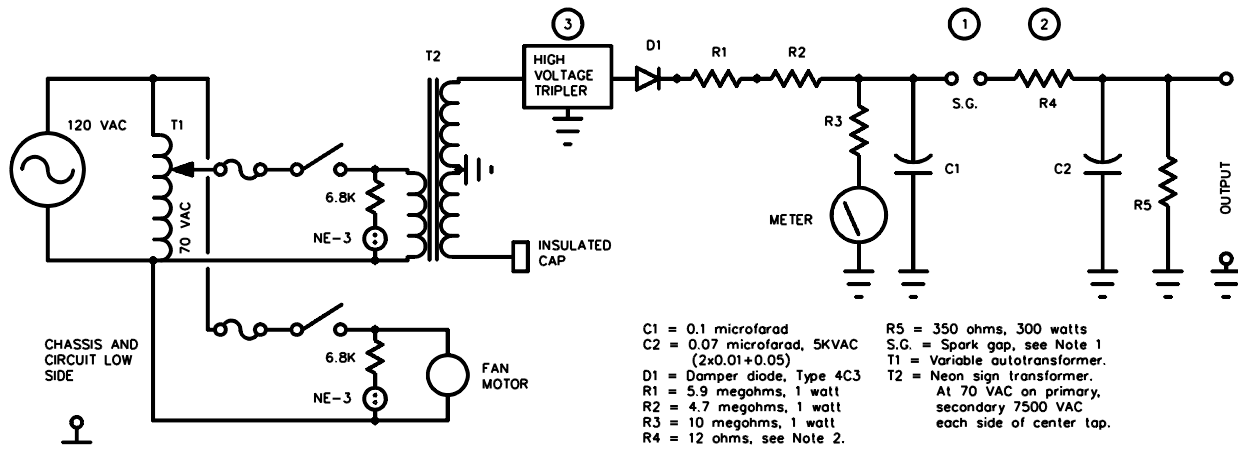 3
1
2
HIGH
VOLTAGE
TRIPLER
D1
R1
R2
T2
120 VAC
T1
S.G.
R4
R3
C1
C2
R5
OUTPUT
6.8K
NE-3
70 VAC
METER
INSULATED
CAP
CHASSIS AND
CIRCUIT LOW
SIDE
6.8K
NE-3
FAN
MOTOR
C1 = 0.1 microfarad
C2 = 0.07 microfarad, 5KVAC
(2x0.01+0.05)
D1 = Damper diode, Type 4C3
R1 = 5.9 megohms, 1 watt
R2 = 4.7 megohms, 1 watt
R3 = 10 megohms, 1 watt
R4 = 12 ohms, see Note 2.
R5 = 350 ohms, 300 watts
S.G. = Spark gap, see Note 1
T1 = Variable autotransformer.
T2 = Neon sign transformer.
At 70 VAC on primary,
secondary 7500 VAC
each side of center tap.